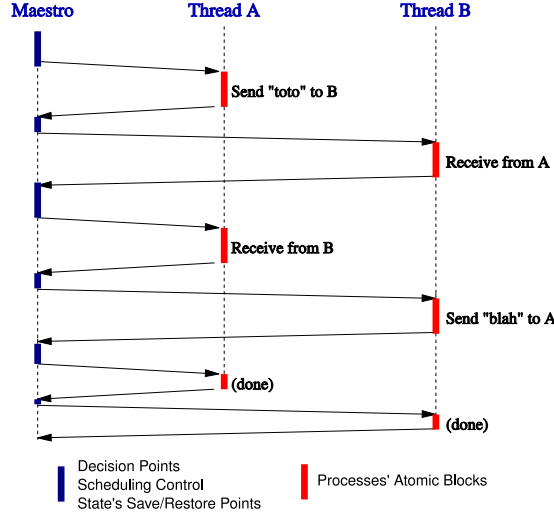 Maestro Thread A Thread B
Send "toto" to B
Receive from A
Receive from B
Send "blah" to A
(done)
(done)
Decision Points
Scheduling Control
State's Save/Restore Points
Processes' Atomic Blocks